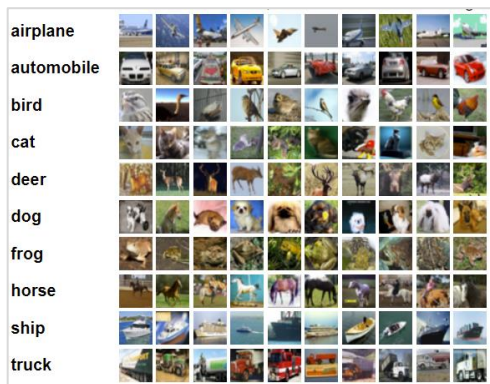 airplane
automobile
bird
cat
deer
dog
frog
horse
ship
truck